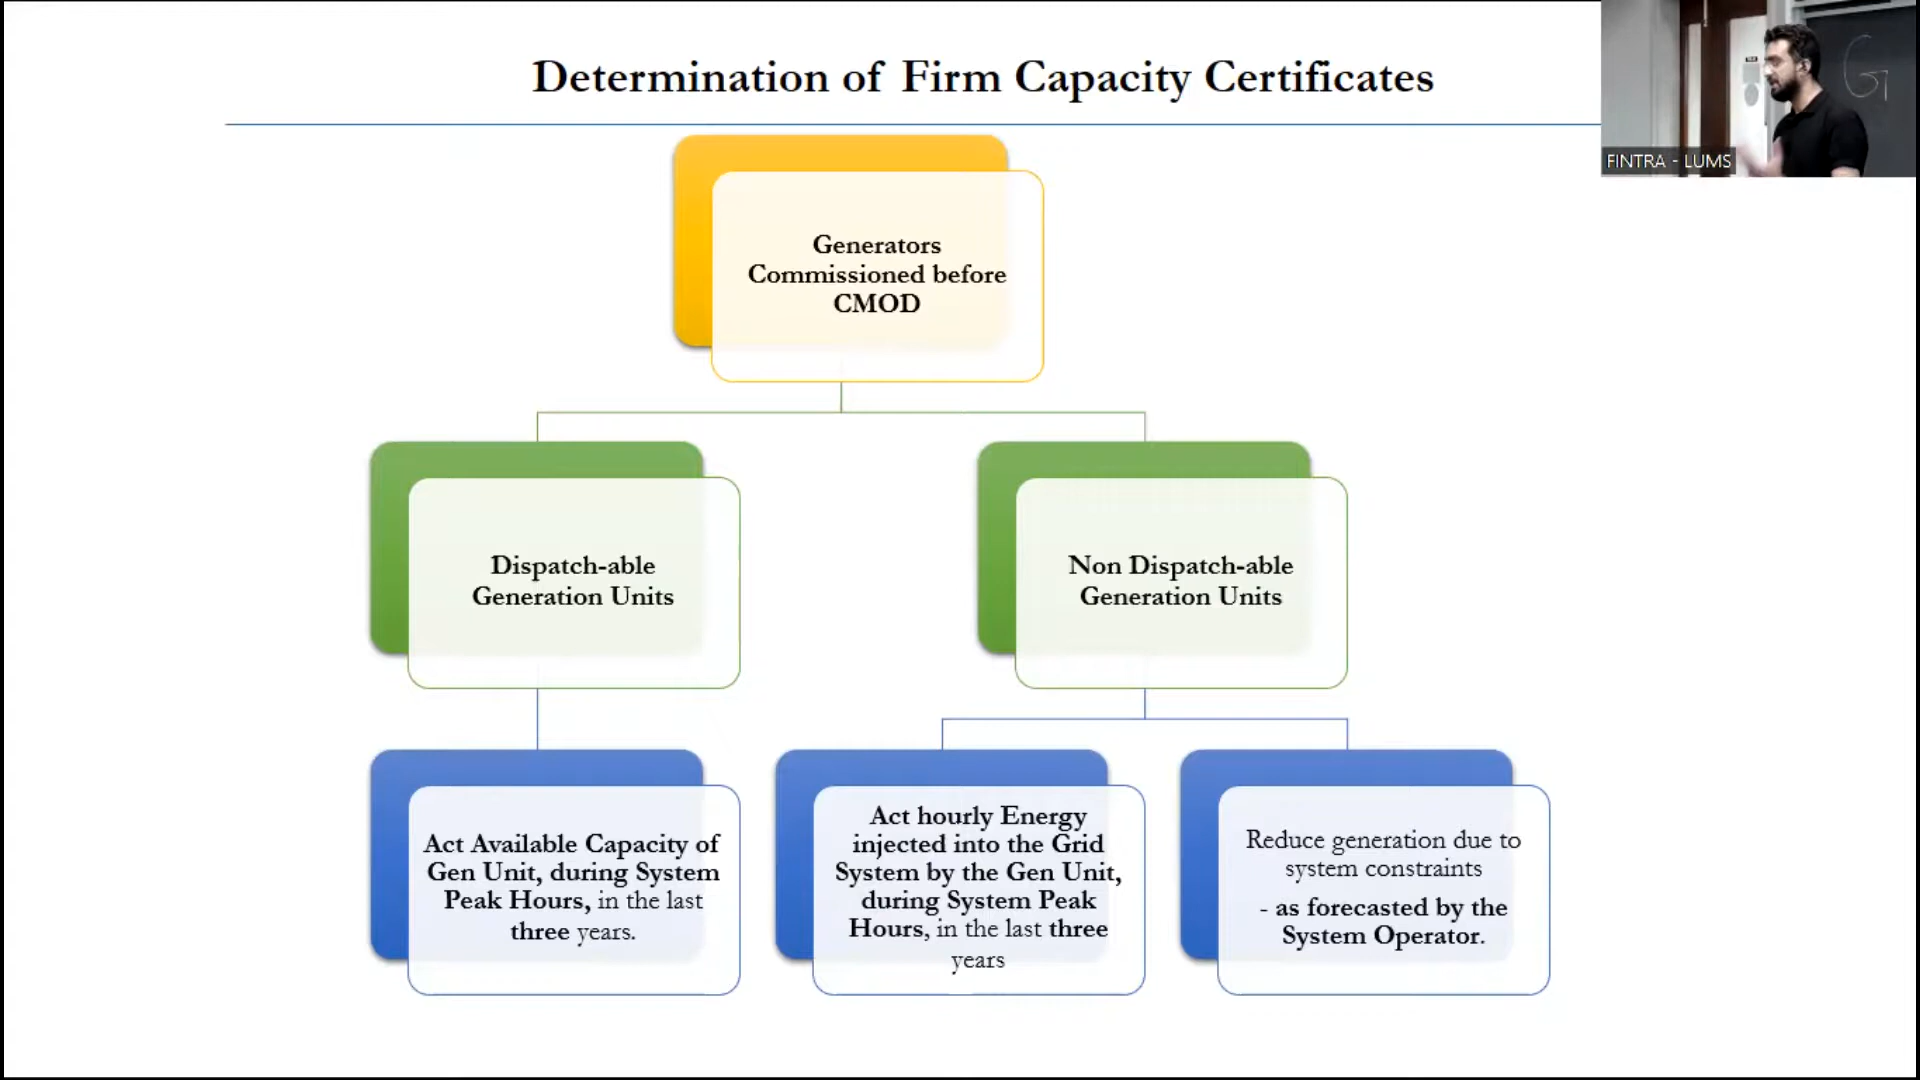 Determination of Firm Capacity Certificates
FINTRA - LUMS
G
Generators
Commissioned before
CMOD
Dispatch-able
Generation Units
Non Dispatch-able
Generation Units
Act Available Capacity of
Gen Unit, during System
Peak Hours, in the last
three years.
Act hourly Energy
injected into the Grid
System by the Gen Unit,
during System Peak
Hours, in the last three
years
Reduce generation due to
system constraints
- as forecasted by the
System Operator.